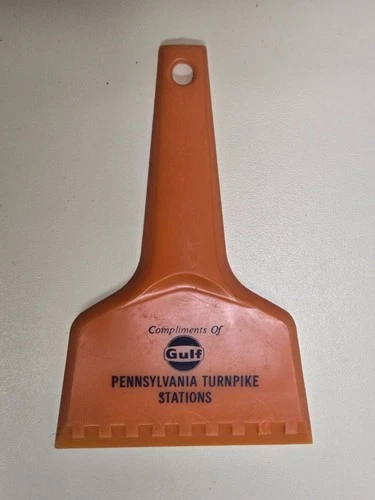 Compliments Of
Gulf
PENNSYLVANIA TURNPIKE
STATIONS